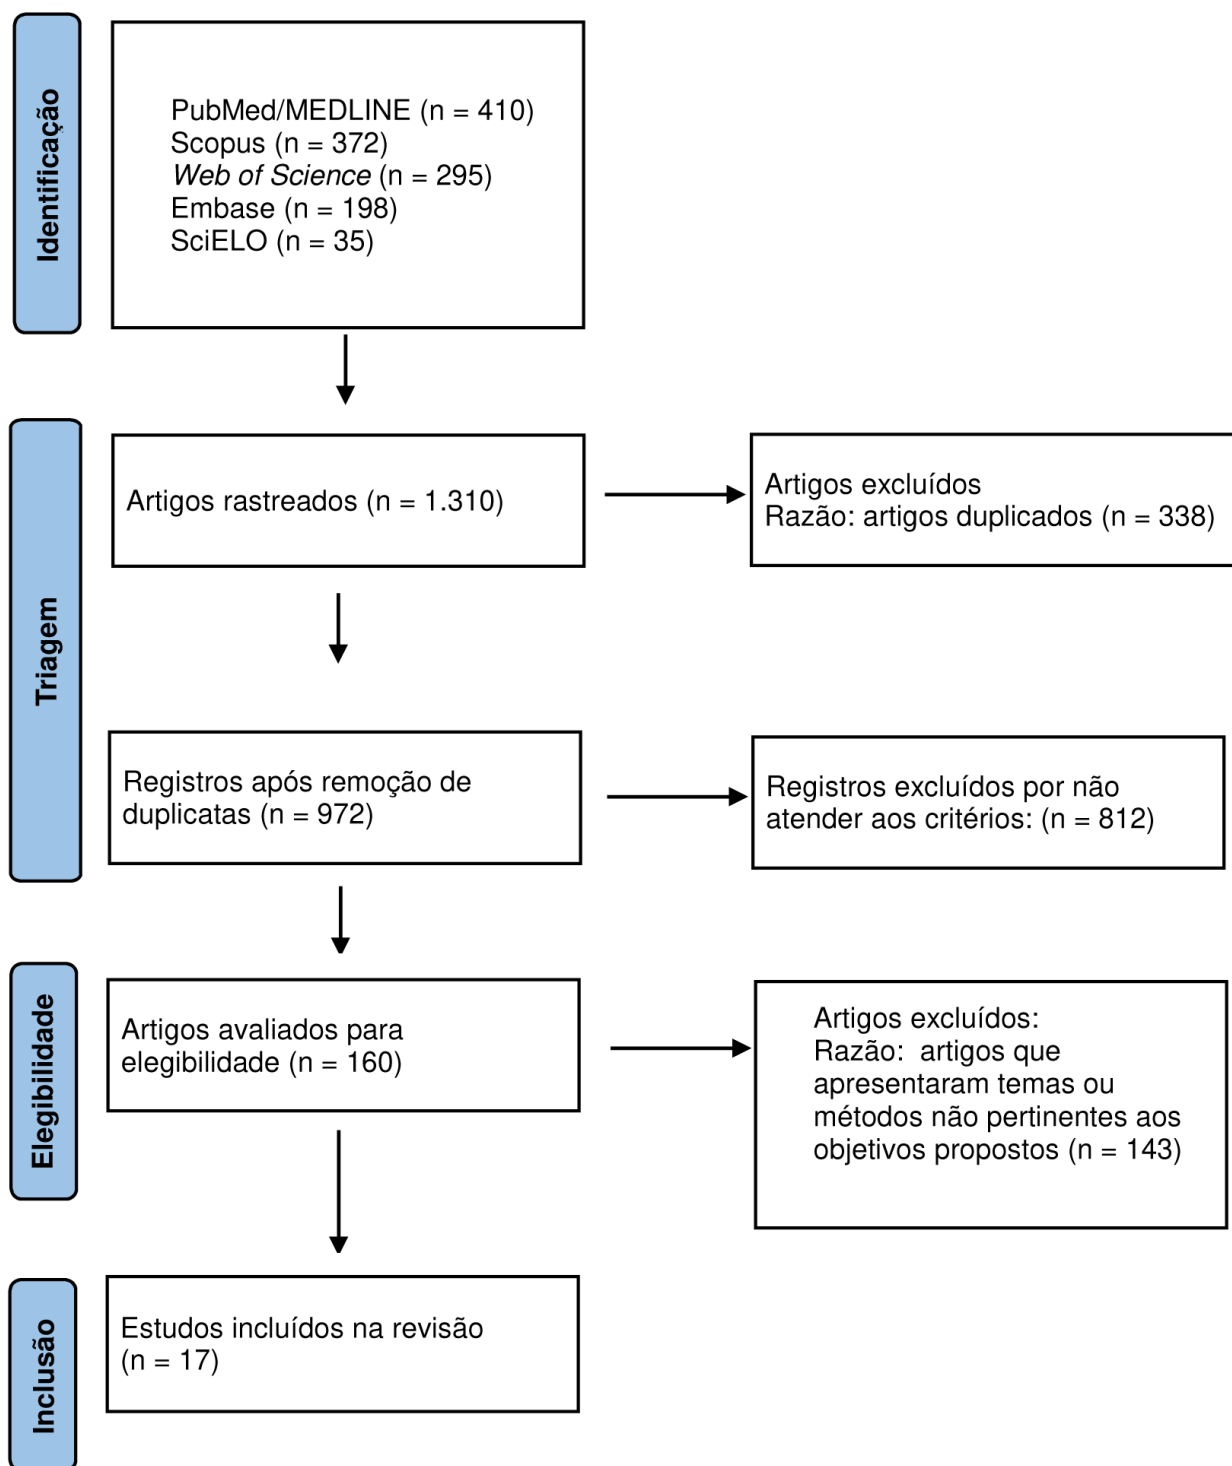 Identificação
PubMed/MEDLINE (n = 410)
Scopus (n = 372)
Web of Science (n = 295)
Embase (n = 198)
SciELO (n = 35)
Triagem
Artigos rastreados (n = 1.310)
Artigos excluídos
Razão: artigos duplicados (n = 338)
Registros após remoção de
duplicatas (n = 972)
Registros excluídos por não
atender aos critérios: (n = 812)
Elegibilidade
Artigos avaliados para
elegibilidade (n = 160)
Artigos excluídos:
Razão:  artigos que
apresentaram temas ou
métodos não pertinentes aos
objetivos propostos (n = 143)
Inclusão
Estudos incluídos na revisão
(n = 17)